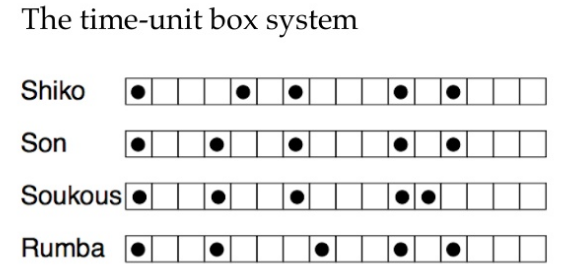 The time-unit box system
Shiko
Son
Soukous
Rumba